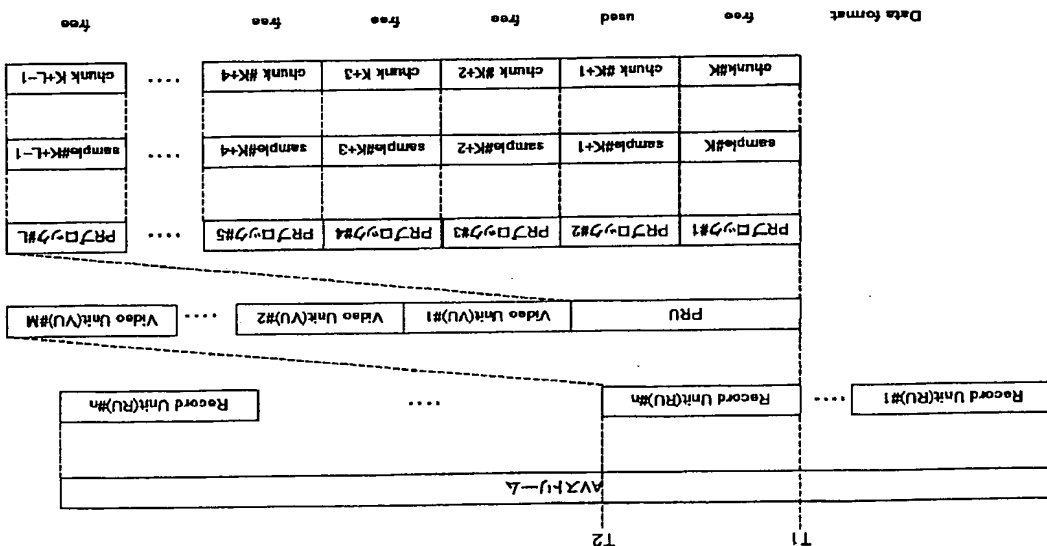 T1 T2
AVストリーム
Record Unit(RU)#1 ・・・・ Record Unit(RU)#n ・・・・ Record Unit(RU)#n
PRU Video Unit(VU)#1 Video Unit(VU)#2 ・・・・ Video Unit(VU)#M
PRブロック#1 PRブロック#2 PRブロック#3 PRブロック#4 PRブロック#5 ・・・・ PRブロック#L
sample#K sample#K+1 sample#K+2 sample#K+3 sample#K+4 ・・・・ sample#K+L-1
chunk#K chunk #K+1 chunk #K+2 chunk K+3 chunk #K+4 ・・・・ chunk K+L-1
Data format free used free free free free